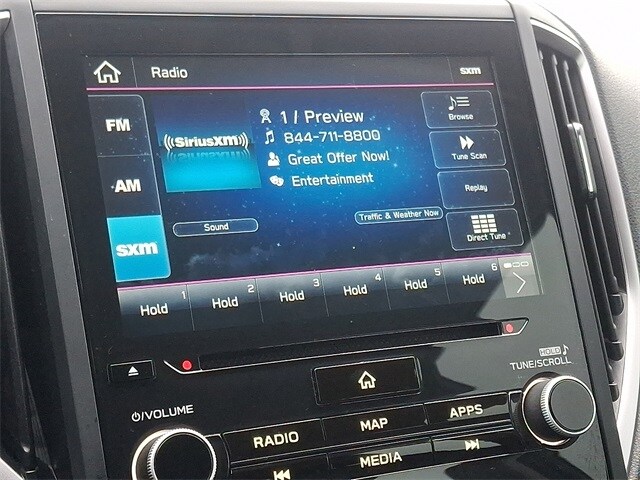 Radio
sxm
FM
AM
sxm
((SiriusXM))
1 / Preview
844-711-8800
Great Offer Now!
Entertainment
Browse
Tune Scan
Replay
Direct Tune
Sound
Traffic & Weather Now
Hold 1
Hold 2
Hold 3
Hold 4
Hold 5
Hold 6
HOLD
TUNE/SCROLL
/VOLUME
RADIO
MAP
APPS
MEDIA